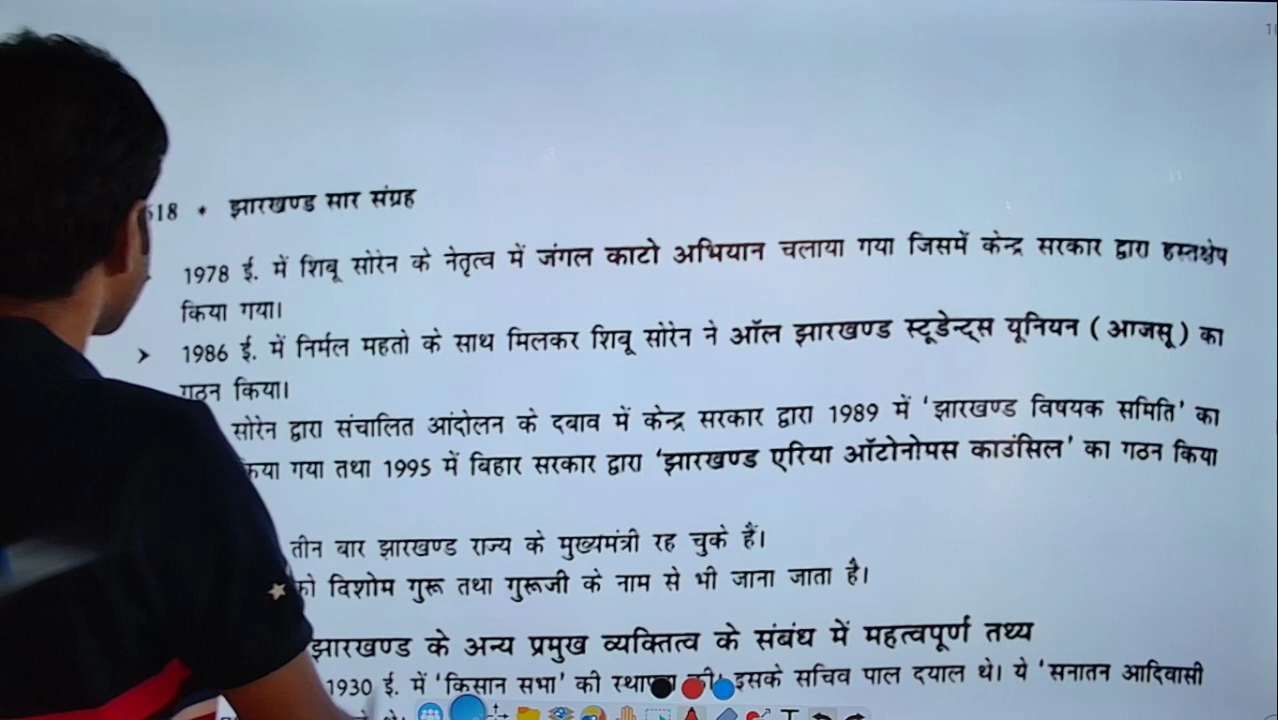 618 * झारखण्ड सार संग्रह
1978 ई. में शिबू सोरेन के नेतृत्व में जंगल काटो अभियान चलाया गया जिसमें केन्द्र सरकार द्वारा हस्तक्षेप
किया गया।
➤ 1986 ई. में निर्मल महतो के साथ मिलकर शिबू सोरेन ने ऑल झारखण्ड स्टूडेन्ट्स यूनियन ( आजसू ) का
गठन किया।
सोरेन द्वारा संचालित आंदोलन के दबाव में केन्द्र सरकार द्वारा 1989 में 'झारखण्ड विषयक समिति' का
किया गया तथा 1995 में बिहार सरकार द्वारा 'झारखण्ड एरिया ऑटोनोमस काउंसिल' का गठन किया
तीन बार झारखण्ड राज्य के मुख्यमंत्री रह चुके हैं।
को विशोम गुरू तथा गुरूजी के नाम से भी जाना जाता है।
झारखण्ड के अन्य प्रमुख व्यक्तित्व के संबंध में महत्वपूर्ण तथ्य
1930 ई. में 'किसान सभा' की स्थापना की। इसके सचिव पाल दयाल थे। ये 'सनातन आदिवासी